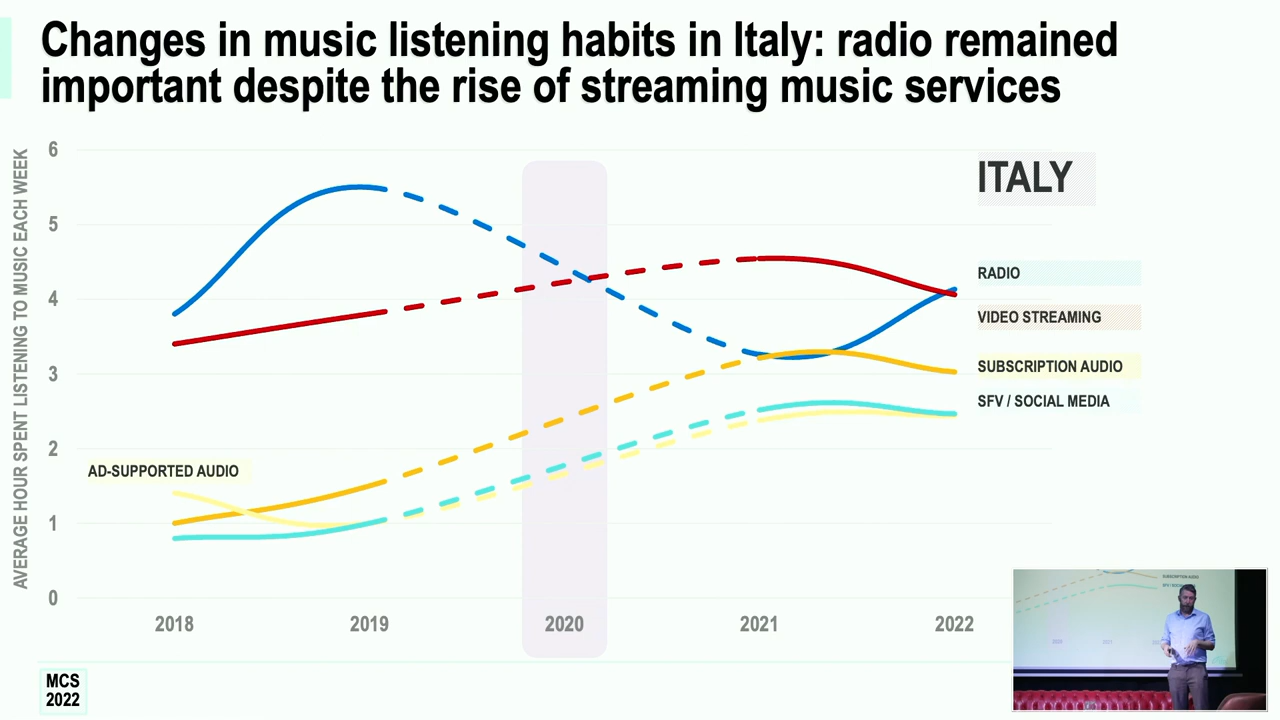 Changes in music listening habits in Italy: radio remained
important despite the rise of streaming music services
AVERAGE HOUR SPENT LISTENING TO MUSIC EACH WEEK
6
5
4
3
2
1
0
ITALY
RADIO
VIDEO STREAMING
SUBSCRIPTION AUDIO
SFV / SOCIAL MEDIA
AD-SUPPORTED AUDIO
2018
2019
2020
2021
2022
MCS
2022
SUBSCRIPTION AUDIO